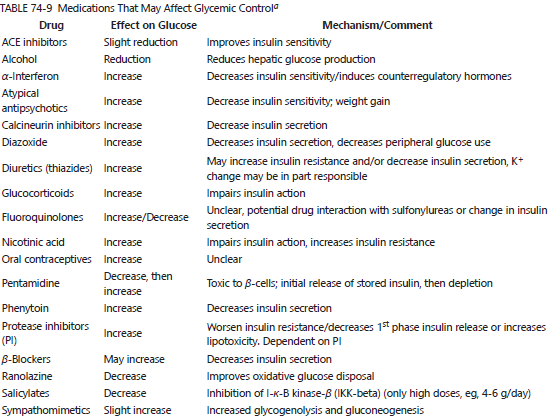 TABLE 74-9 Medications That May Affect Glycemic Control^a
Drug Effect on Glucose Mechanism/Comment
ACE inhibitors Slight reduction Improves insulin sensitivity
Alcohol Reduction Reduces hepatic glucose production
α-Interferon Increase Decreases insulin sensitivity/induces counterregulatory hormones
Atypical
antipsychotics Increase Decrease insulin sensitivity; weight gain
Calcineurin inhibitors Increase Decrease insulin secretion
Diazoxide Increase Decreases insulin secretion, decreases peripheral glucose use
Diuretics (thiazides) Increase May increase insulin resistance and/or decrease insulin secretion, K⁺
change may be in part responsible
Glucocorticoids Increase Impairs insulin action
Fluoroquinolones Increase/Decrease Unclear, potential drug interaction with sulfonylureas or change in insulin
secretion
Nicotinic acid Increase Impairs insulin action, increases insulin resistance
Oral contraceptives Increase Unclear
Pentamidine Decrease, then
increase Toxic to β-cells; initial release of stored insulin, then depletion
Phenytoin Increase Decreases insulin secretion
Protease inhibitors
(PI) Increase Worsen insulin resistance/decreases 1st phase insulin release or increases
lipotoxicity. Dependent on PI
β-Blockers May increase Decreases insulin secretion
Ranolazine Decrease Improves oxidative glucose disposal
Salicylates Decrease Inhibition of I-κ-B kinase-β (IKK-beta) (only high doses, eg, 4-6 g/day)
Sympathomimetics Slight increase Increased glycogenolysis and gluconeogenesis